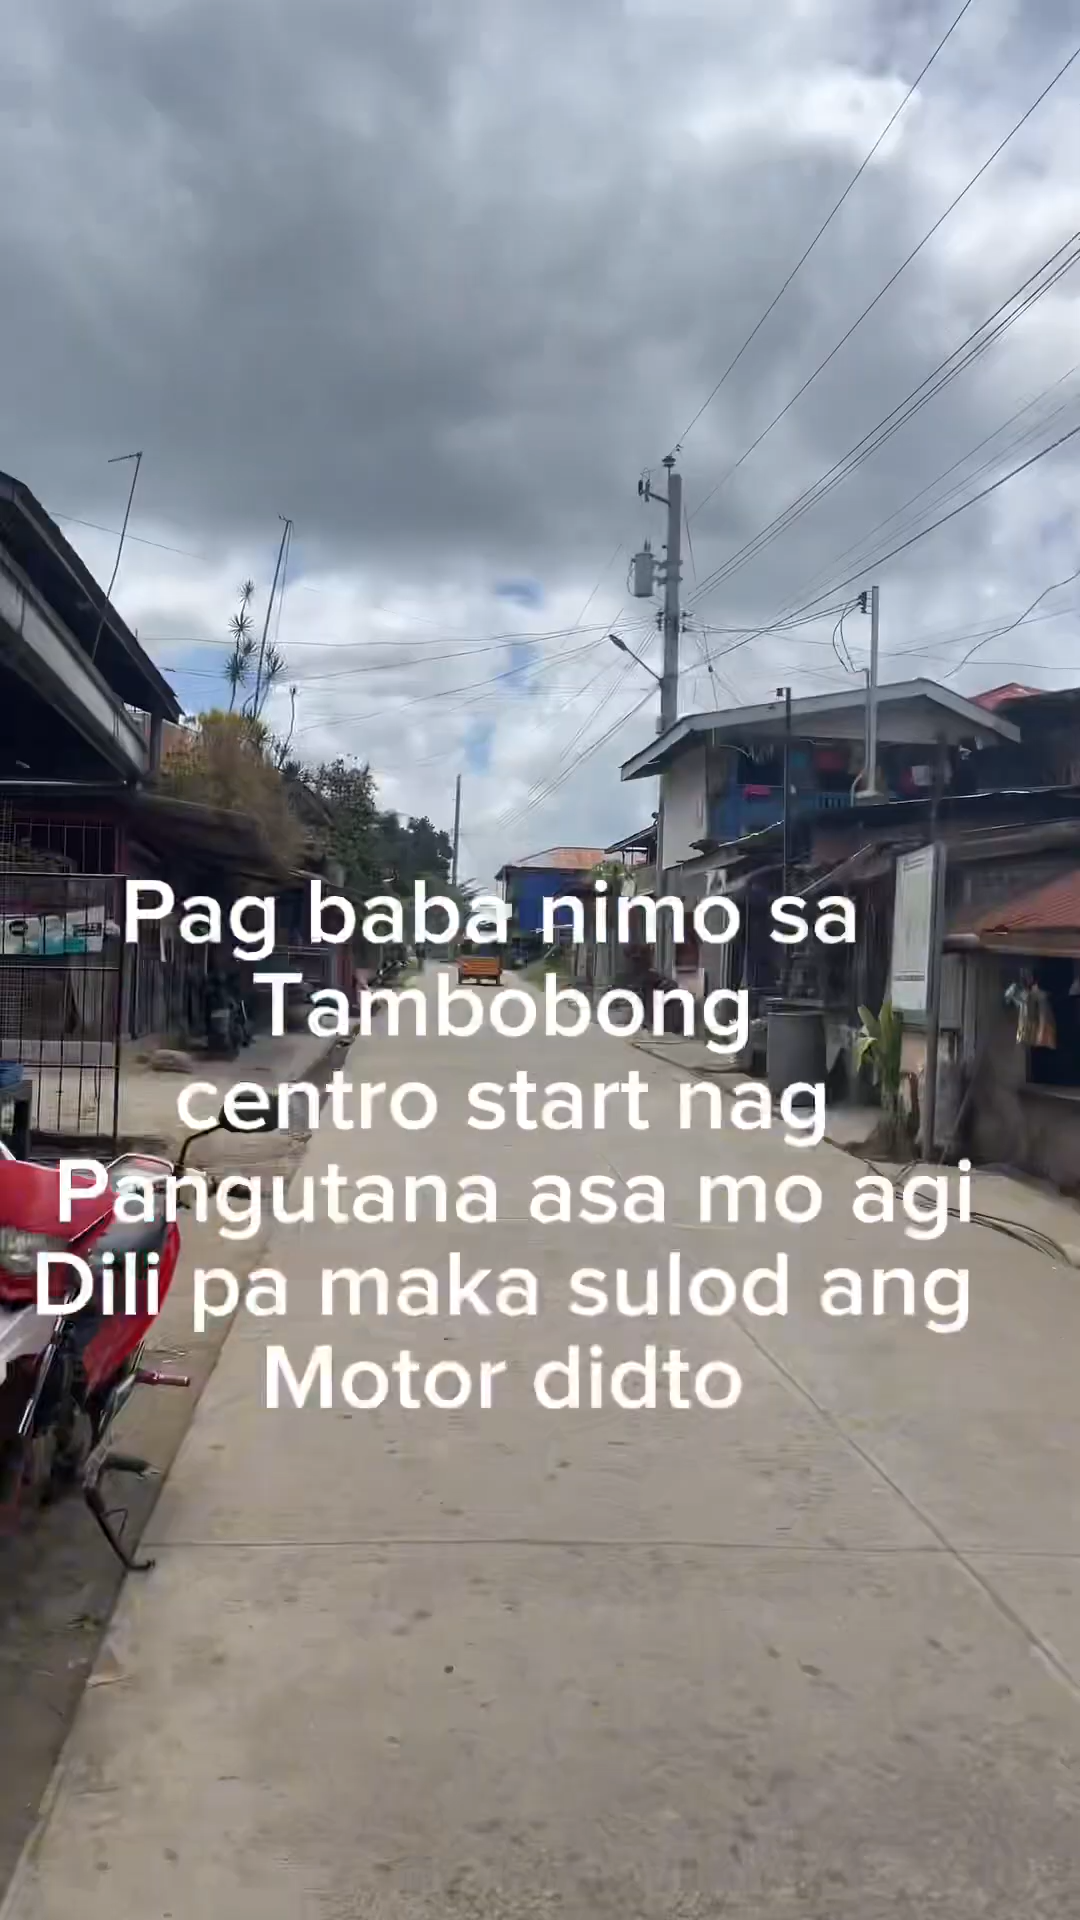 Pag baba nimo sa
Tambobong
centro start nag
Pangutana asa mo agi
Dili pa maka sulod ang
Motor didto